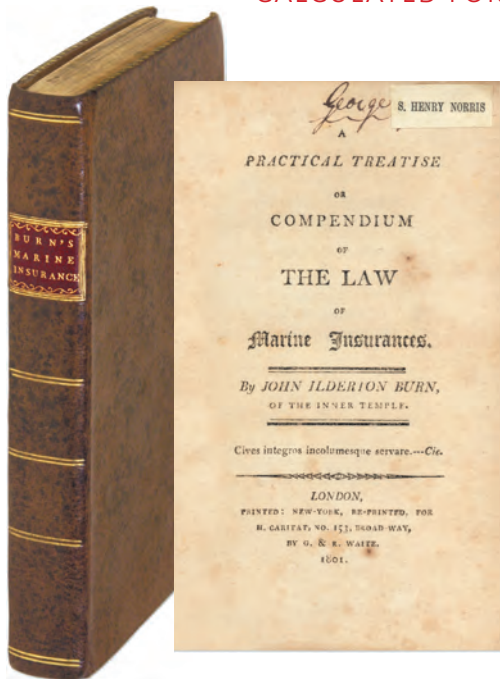 CALCULATED FOR
BURN'S
MARINE
INSURANCE
George S. HENRY NORRIS
A
PRACTICAL TREATISE
OR
COMPENDIUM
OF
THE LAW
OF
Marine Insurances.
By JOHN ILDERTON BURN,
OF THE INNER TEMPLE.
Cives integros incolumesque servare.---Cic.
LONDON,
PRINTED: NEW-YORK, RE-PRINTED, FOR
H. CARITAT, NO. 153, BROAD-WAY,
BY G. & R. WAITE.
1801.